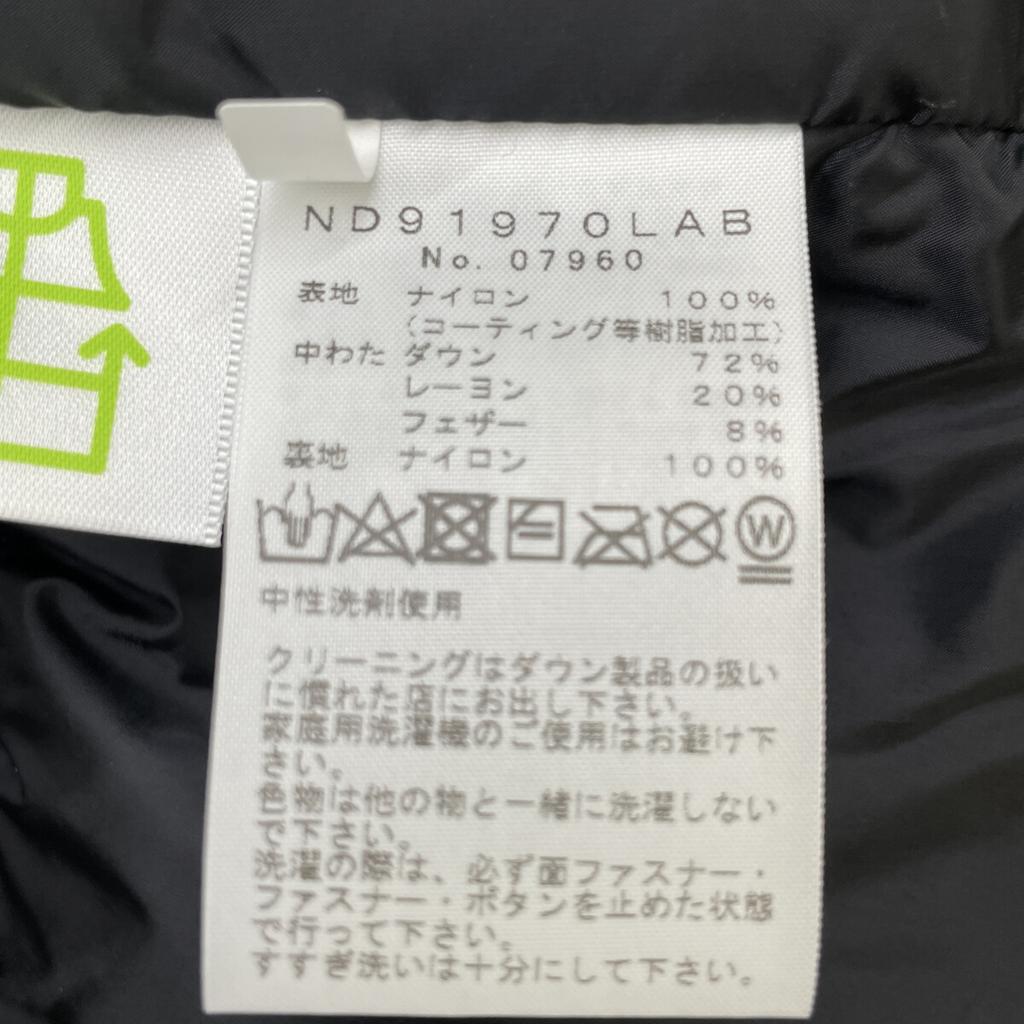 ND91970LAB
No. 07960
表地 ナイロン 100%
(コーティング等樹脂加工)
中わた ダウン 72%
レーヨン 20%
フェザー 8%
裏地 ナイロン 100%
W
中性洗剤使用
クリーニングはダウン製品の扱い
に慣れた店にお出し下さい。
家庭用洗濯機のご使用はお避け下
さい。
色物は他の物と一緒に洗濯しない
で下さい。
洗濯の際は、必ず面ファスナー・
ファスナー・ボタンを止めた状態
で行って下さい。
すすぎ洗いは十分にして下さい。